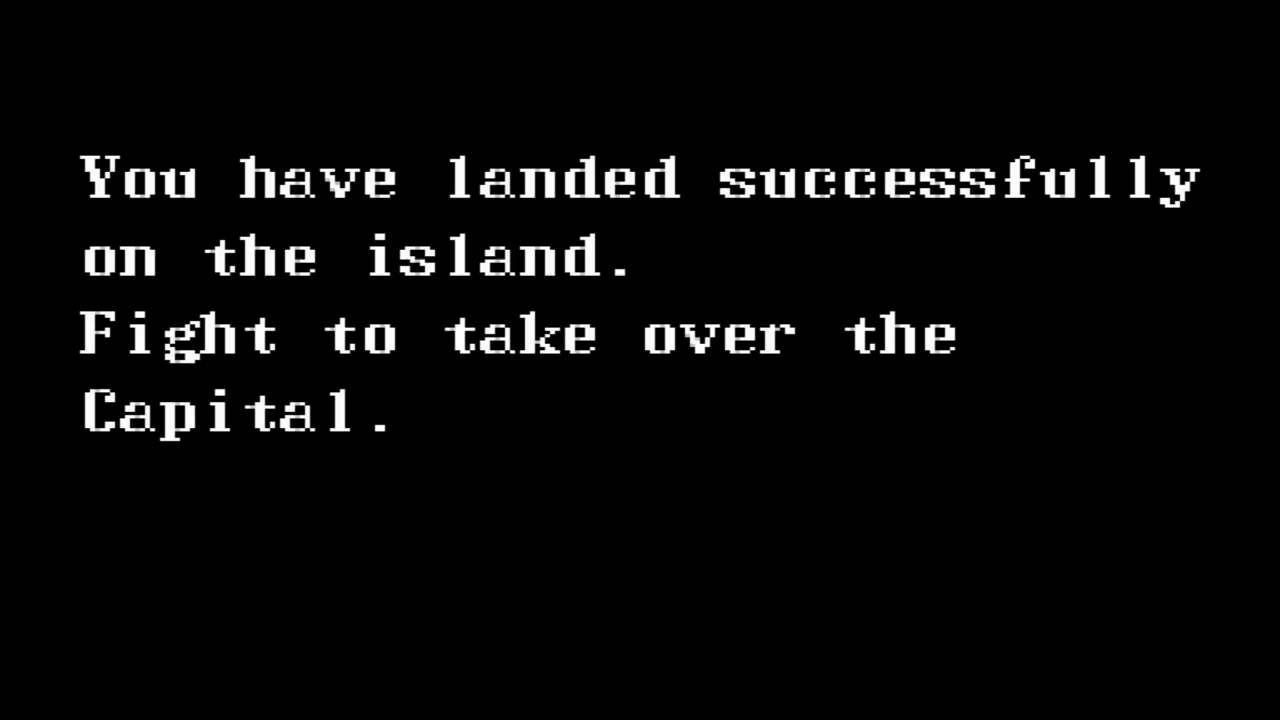 You have landed successfully
on the island.
Fight to take over the
Capital.